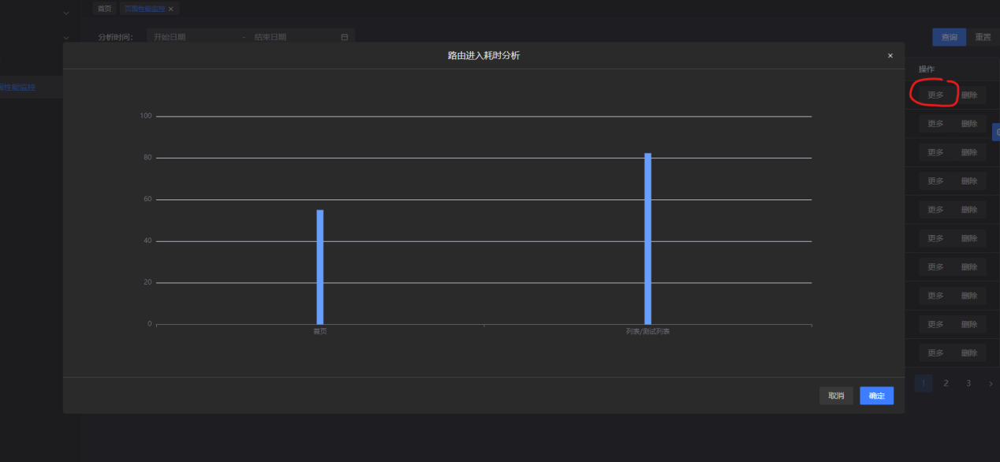 首页 页面性能监控 ×
分析时间： 开始日期 - 结束日期
查询 重置
路由进入耗时分析 ×
操作
面性能监控
更多 删除
更多 删除
更多 删除
更多 删除
更多 删除
更多 删除
更多 删除
更多 删除
更多 删除
更多 删除
100
80
60
40
20
0
首页 列表/测试列表
1 2 3 >
取消 确定